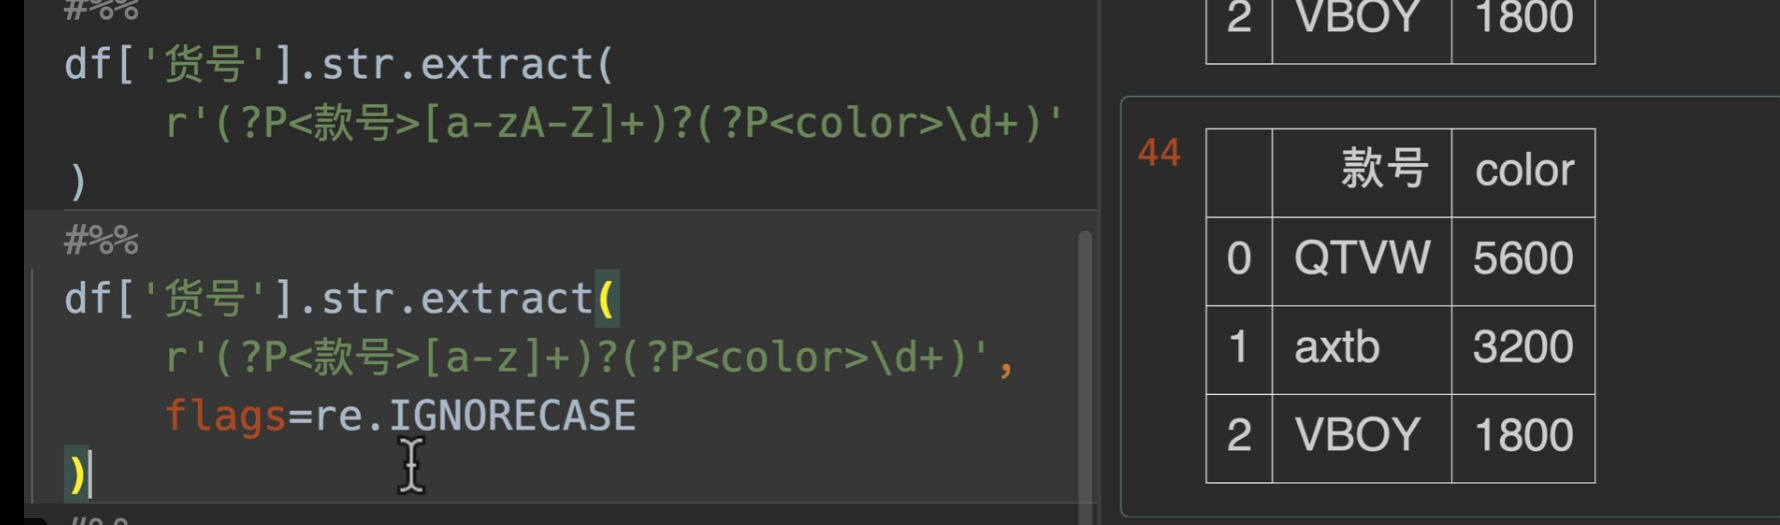 #%%
df['货号'].str.extract(
r'(?P<款号>[a-zA-Z]+)?(?P<color>\d+)'
)
#%%
df['货号'].str.extract(
r'(?P<款号>[a-z]+)?(?P<color>\d+)',
flags=re.IGNORECASE
)
#%%
2 VBOY 1800
44
款号 color
0 QTVW 5600
1 axtb 3200
2 VBOY 1800